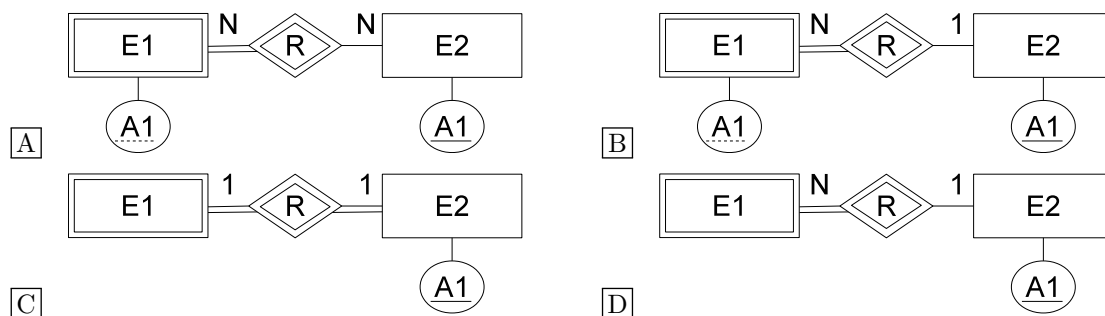 N N N 1
E1 R E2 E1 R E2
A1 A1 A1 A1
A B
1 1 N 1
E1 R E2 E1 R E2
A1 A1
C D